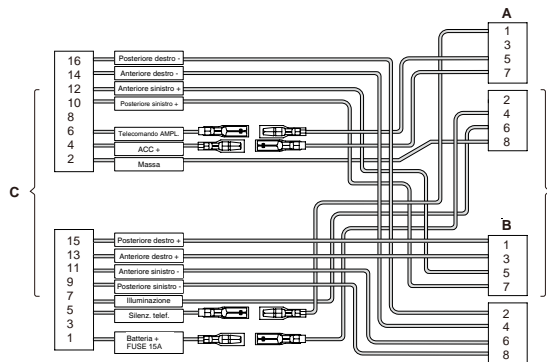 A
1
3
5
7
2
4
6
8
16 Posteriore destro -
14 Anteriore destro -
12 Anteriore sinistro +
10 Posteriore sinistro +
8
6 Telecomando AMPL.
4 ACC +
2 Massa
C
B
1
3
5
7
2
4
6
8
15 Posteriore destro +
13 Anteriore destro +
11 Anteriore sinistro -
9 Posteriore sinistro -
7 Illuminazione
5 Silenz. telef.
3
1 Batteria +
FUSE 15A